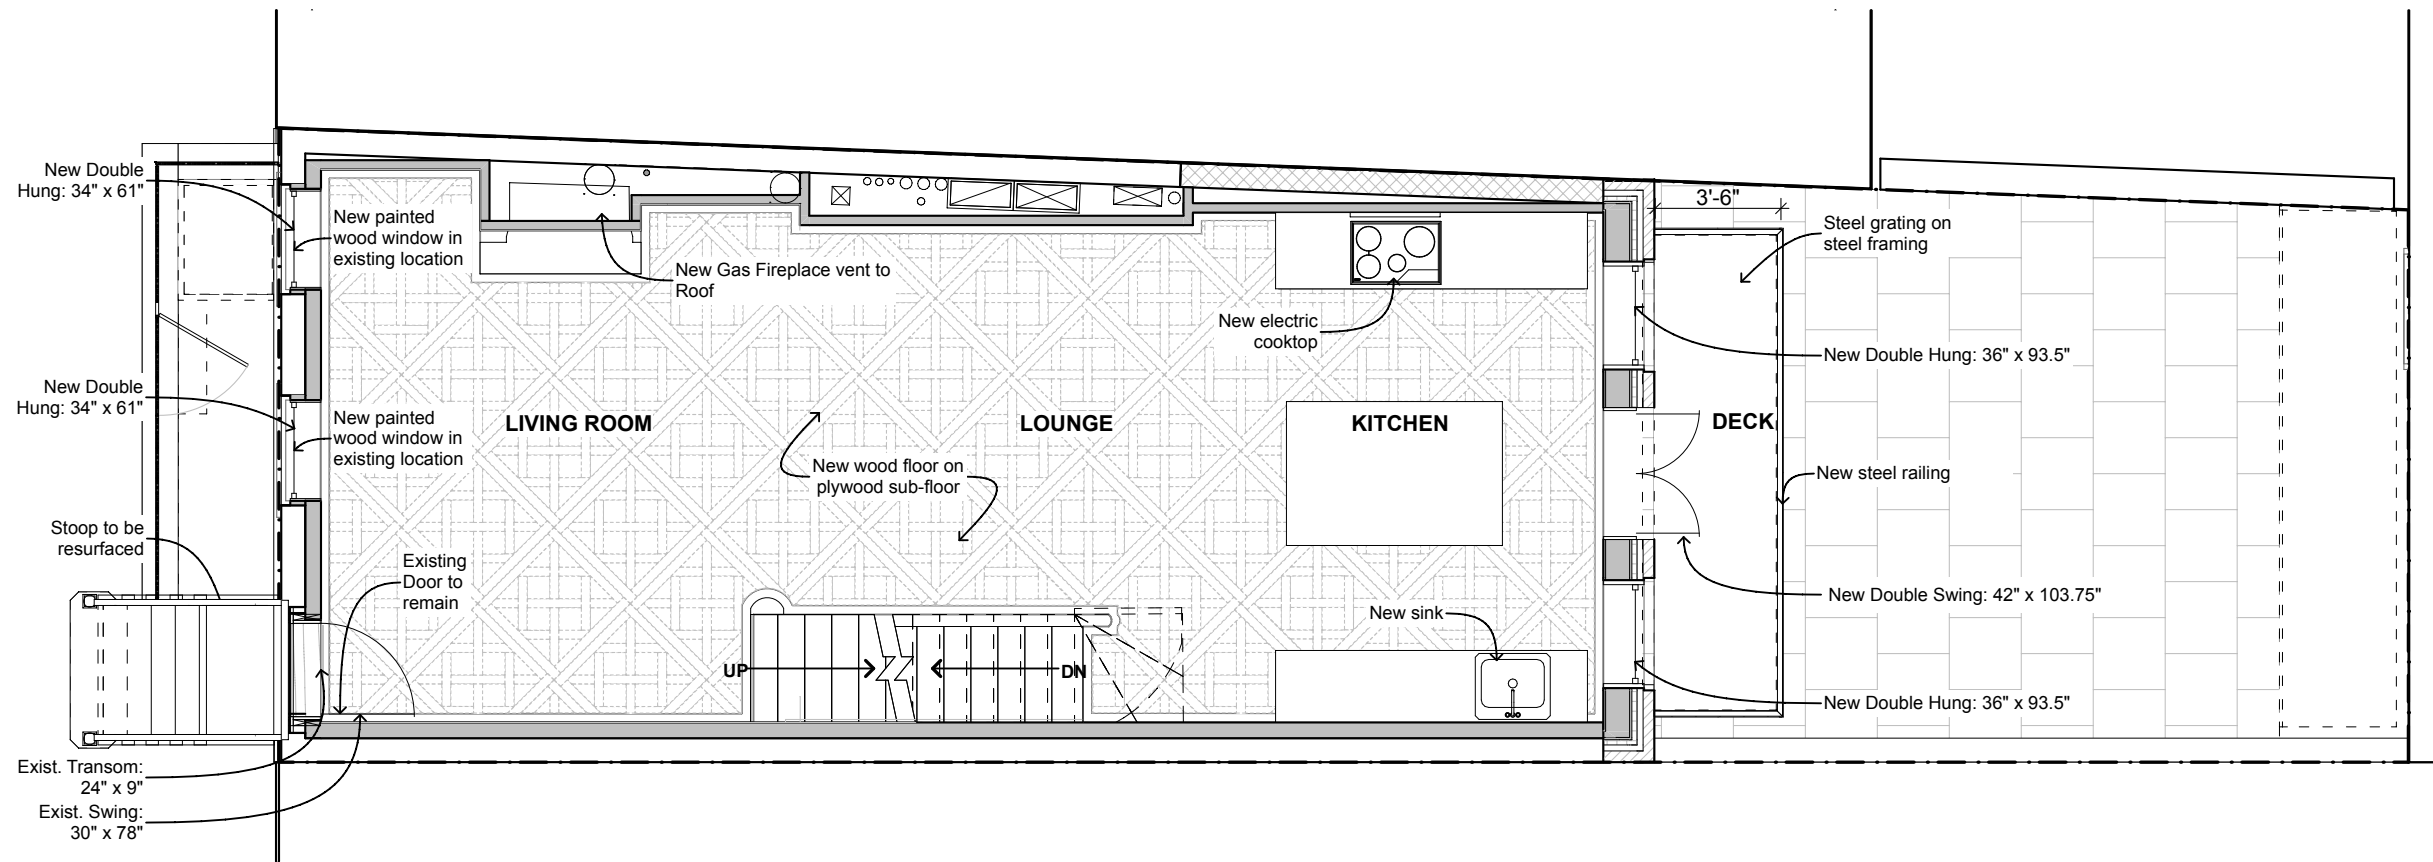 New Double
Hung: 34" x 61"
New painted
wood window in
existing location
New Gas Fireplace vent to
Roof
New electric
cooktop
3'-6"
Steel grating on
steel framing
New Double Hung: 36" x 93.5"
New Double
Hung: 34" x 61"
New painted
wood window in
existing location
LIVING ROOM
LOUNGE
KITCHEN
DECK
New wood floor on
plywood sub-floor
New steel railing
Stoop to be
resurfaced
Existing
Door to
remain
New Double Swing: 42" x 103.75"
New sink
UP
DN
New Double Hung: 36" x 93.5"
Exist. Transom:
24" x 9"
Exist. Swing:
30" x 78"